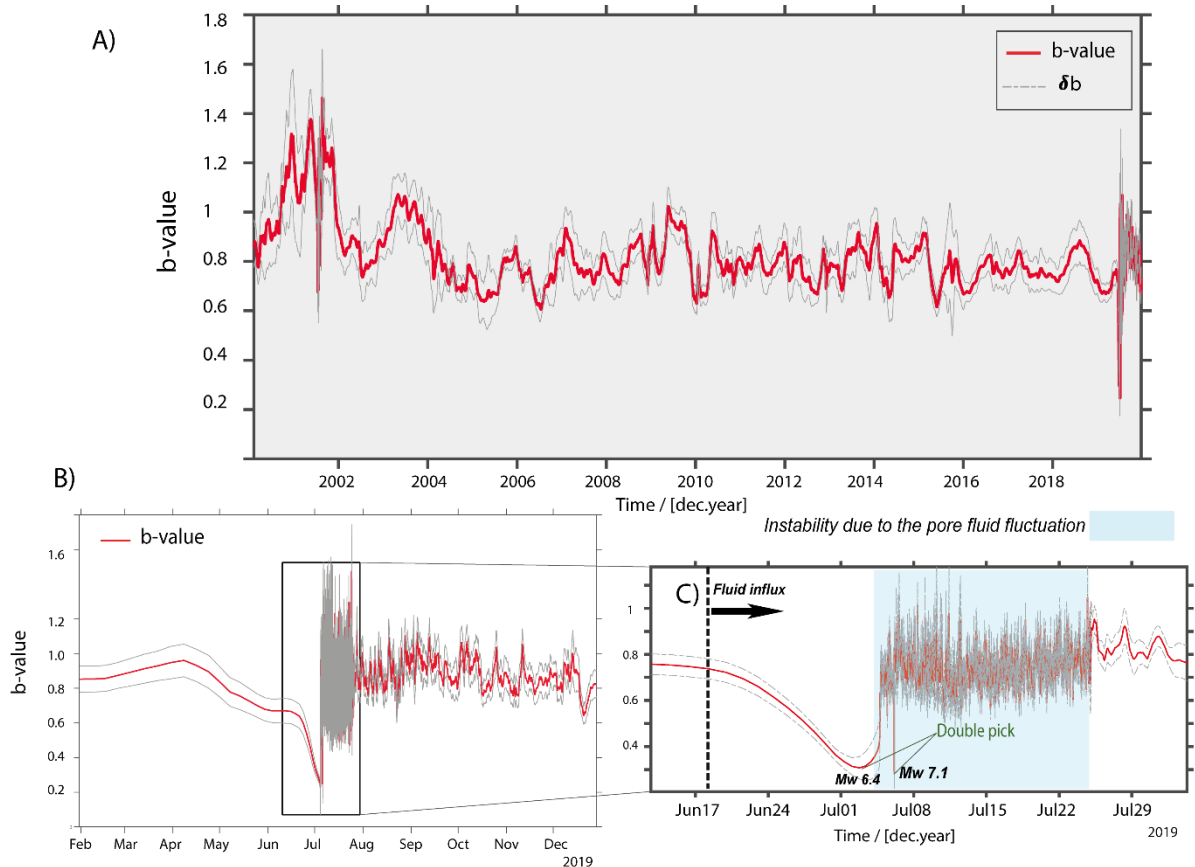 A)
1.8
1.6
1.4
1.2
1
0.8
0.6
0.4
0.2
b-value
b-value
δb
2002 2004 2006 2008 2010 2012 2014 2016 2018
Time / [dec.year]
B)
b-value
1.6
1.0
0.8
0.6
0.4
0.2
b-value
Feb Mar Apr May Jun Jul Aug Sep Oct Nov Dec
2019
Instability due to the pore fluid fluctuation
C)
Fluid influx
1
0.8
0.6
0.4
Double pick
Mw 6.4
Mw 7.1
Jun17 Jun24 Jul01 Jul08 Jul15 Jul22 Jul29
Time / [dec.year]
2019